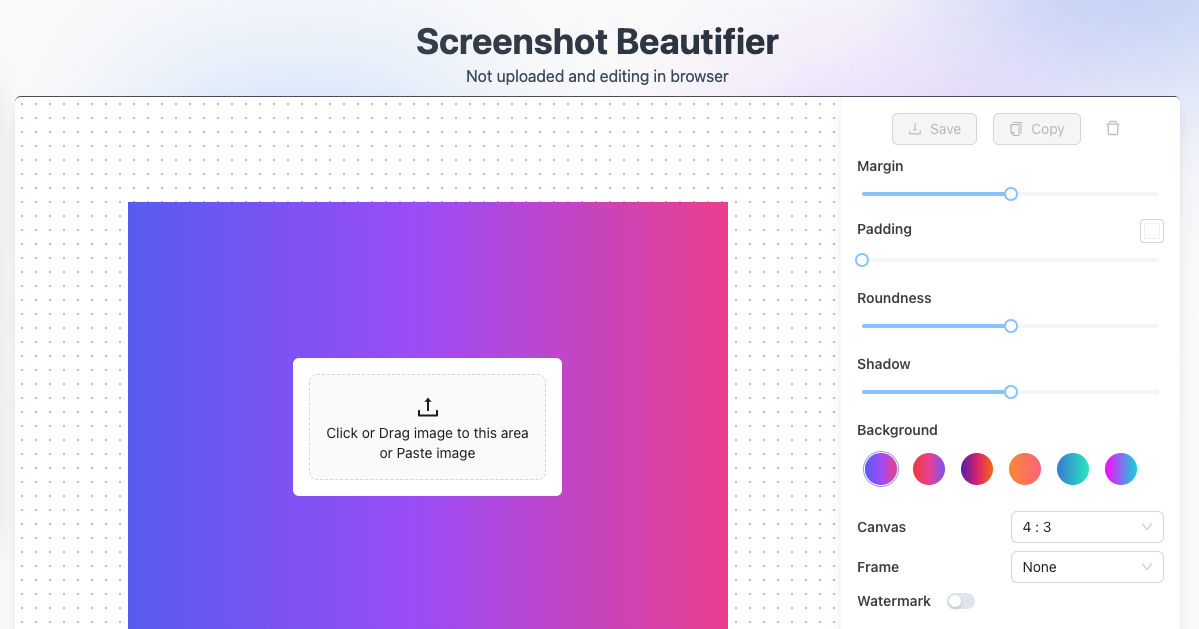 Screenshot Beautifier
Not uploaded and editing in browser
Save
Copy
Margin
Padding
Roundness
Shadow
Click or Drag image to this area
or Paste image
Background
Canvas
4 : 3
Frame
None
Watermark